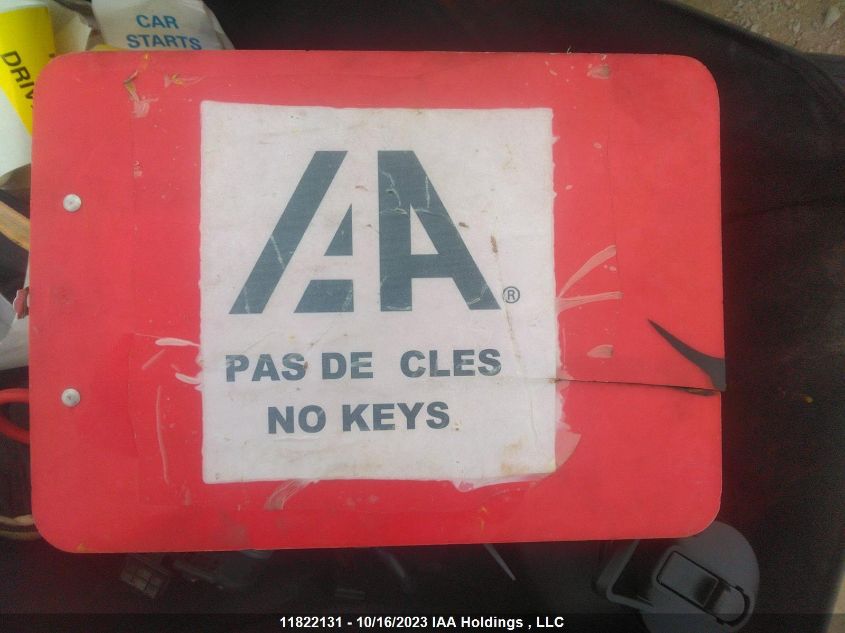 CAR
STARTS
IAA®
PAS DE CLES
NO KEYS
11822131 - 10/16/2023 IAA Holdings , LLC